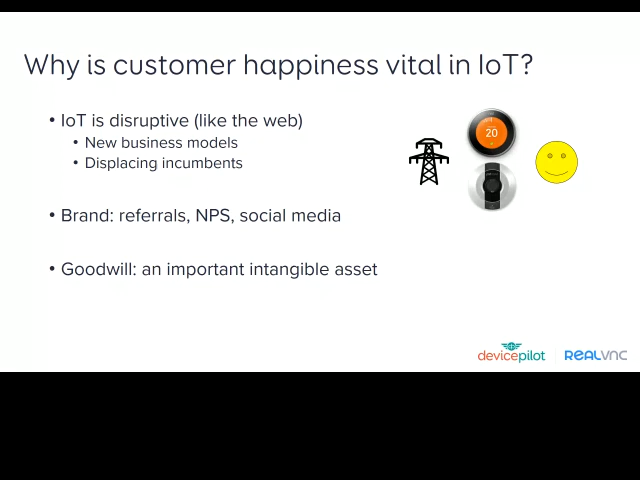 Why is customer happiness vital in IoT?
• IoT is disruptive (like the web)
• New business models
• Displacing incumbents
20
• Brand: referrals, NPS, social media
• Goodwill: an important intangible asset
devicepilot
REALVNC